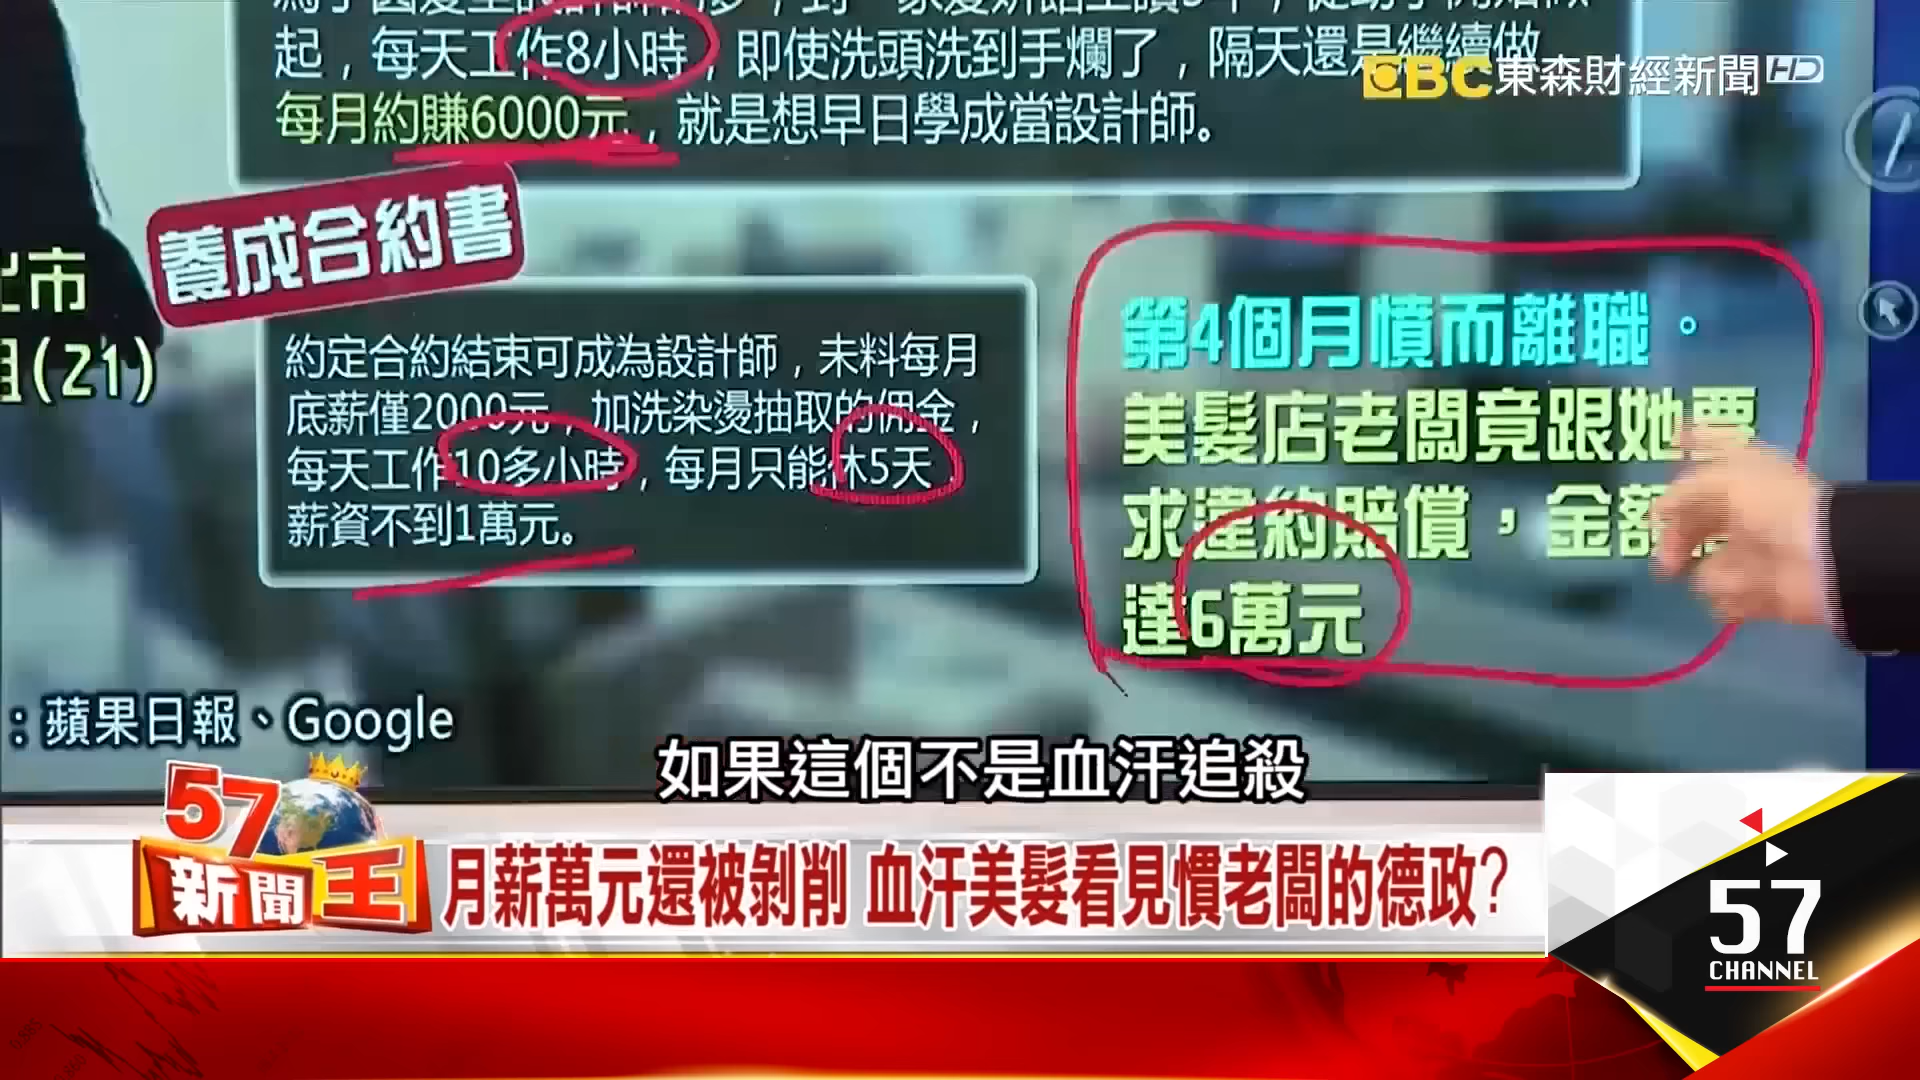 起，每天工作8小時，即使洗頭洗到手爛了，隔天還是繼續做
每月約賺6000元，就是想早日學成當設計師。
EBC東森財經新聞HD
養成合約書
市
(21)
約定合約結束可成為設計師，未料每月
底薪僅2000元，加洗染燙抽取的佣金，
每天工作10多小時，每月只能休5天，
薪資不到1萬元。
第4個月憤而離職。
美髮店老闆竟跟她要
求違約賠償，金額
達6萬元
：蘋果日報、Google
如果這個不是血汗追殺
57
新聞王
月薪萬元還被剝削 血汗美髮看見慣老闆的德政?
57
CHANNEL